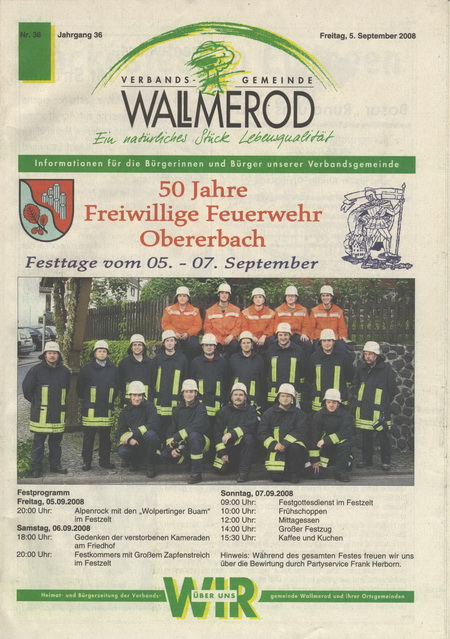 Nr. 36 Jahrgang 36 Freitag, 5. September 2008
VERBANDS- GEMEINDE
WALLMEROD
Ein natürliches Stück Lebensqualität
Informationen für die Bürgerinnen und Bürger unserer Verbandsgemeinde
50 Jahre
Freiwillige Feuerwehr
Obererbach
Festtage vom 05. - 07. September
Festprogramm
Freitag, 05.09.2008
20:00 Uhr: Alpenrock mit den „Wolpertinger Buam"
im Festzelt
Samstag, 06.09.2008
18:00 Uhr: Gedenken der verstorbenen Kameraden
am Friedhof
20:00 Uhr: Festkommers mit Großem Zapfenstreich
im Festzelt
Sonntag, 07.09.2008
09:00 Uhr: Festgottesdienst im Festzelt
10:00 Uhr: Frühschoppen
12:00 Uhr: Mittagessen
14:00 Uhr: Großer Festzug
15:30 Uhr: Kaffee und Kuchen
Hinweis: Während des gesamten Festes freuen wir uns
über die Bewirtung durch Partyservice Frank Herborn.
WIR
ÜBER UNS
Heimat- und Bürgerzeitung der Verbands- gemeinde Wallmerod und ihrer Ortsgemeinden